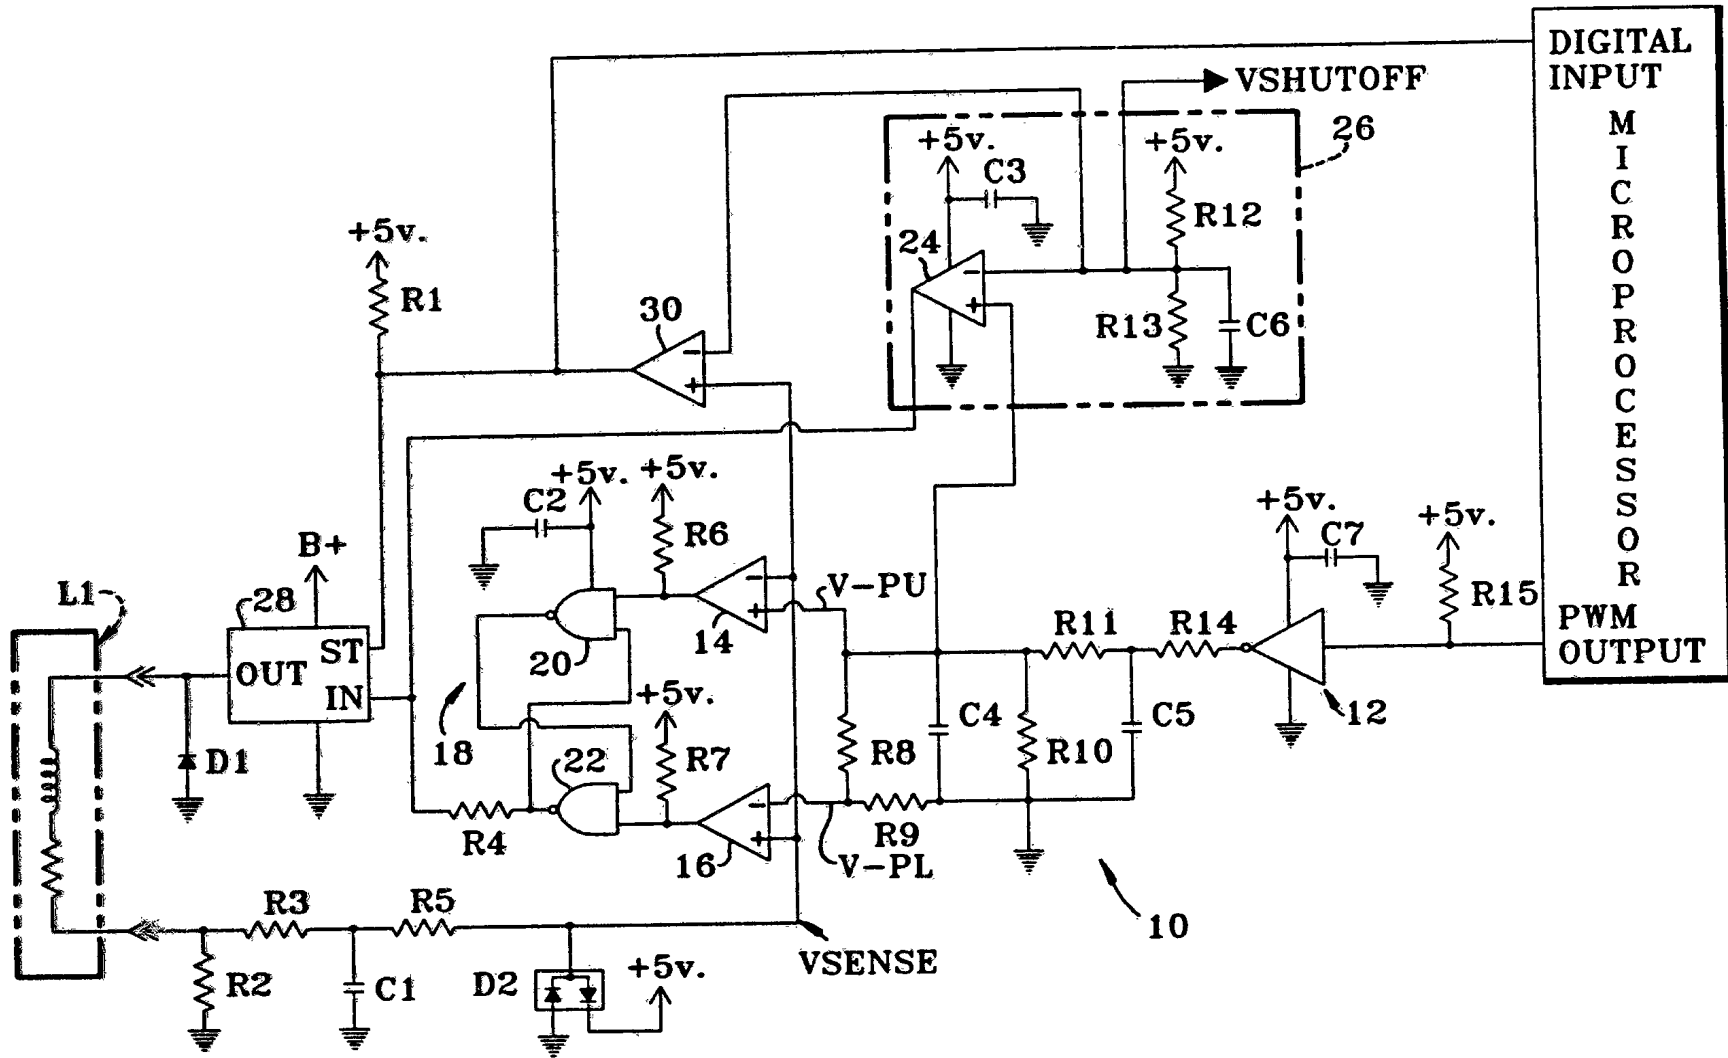 DIGITAL
INPUT
MICROPROCESSOR
PWM
OUTPUT
VSHUTOFF
26
+5v.
C3
+5v.
R12
24
−
+
R13
C6
+5v.
R1
30
−
+
+5v.
+5v.
C2
R6
B+
L1
28
ST
OUT
IN
20
14
−
+
V-PU
18
+5v.
R7
22
16
−
+
V-PL
R4
D1
R8
R9
C4
R10
C5
R11
R14
+5v.
C7
+5v.
R15
12
10
R3
R5
R2
C1
D2
+5v.
VSENSE